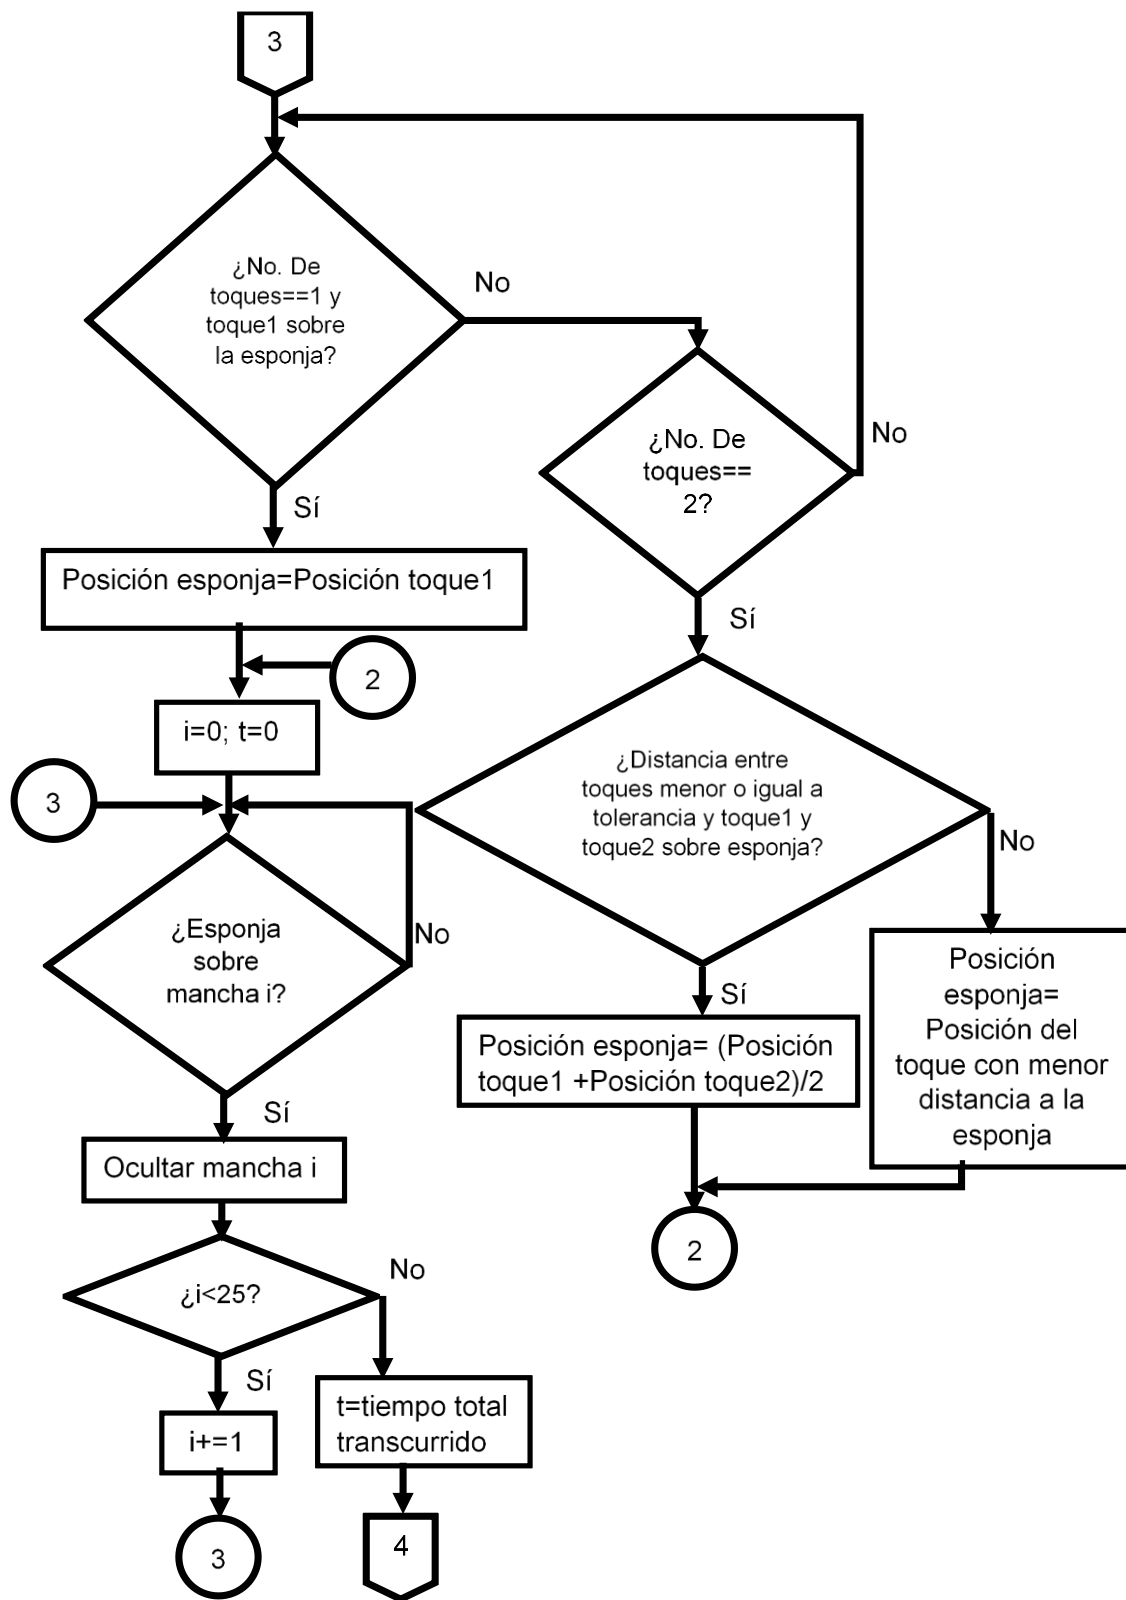 3
¿No. De
toques==1 y
toque1 sobre
la esponja?
No
¿No. De
toques==
2?
No
Sí
Posición esponja=Posición toque1
Sí
2
i=0; t=0
3
¿Distancia entre
toques menor o igual a
tolerancia y toque1 y
toque2 sobre esponja?
No
¿Esponja
sobre
mancha i?
No
Sí
Posición
esponja=
Posición del
toque con menor
distancia a la
esponja
Posición esponja= (Posición
toque1 +Posición toque2)/2
Sí
Ocultar mancha i
2
¿i<25?
No
Sí
t=tiempo total
transcurrido
i+=1
3
4